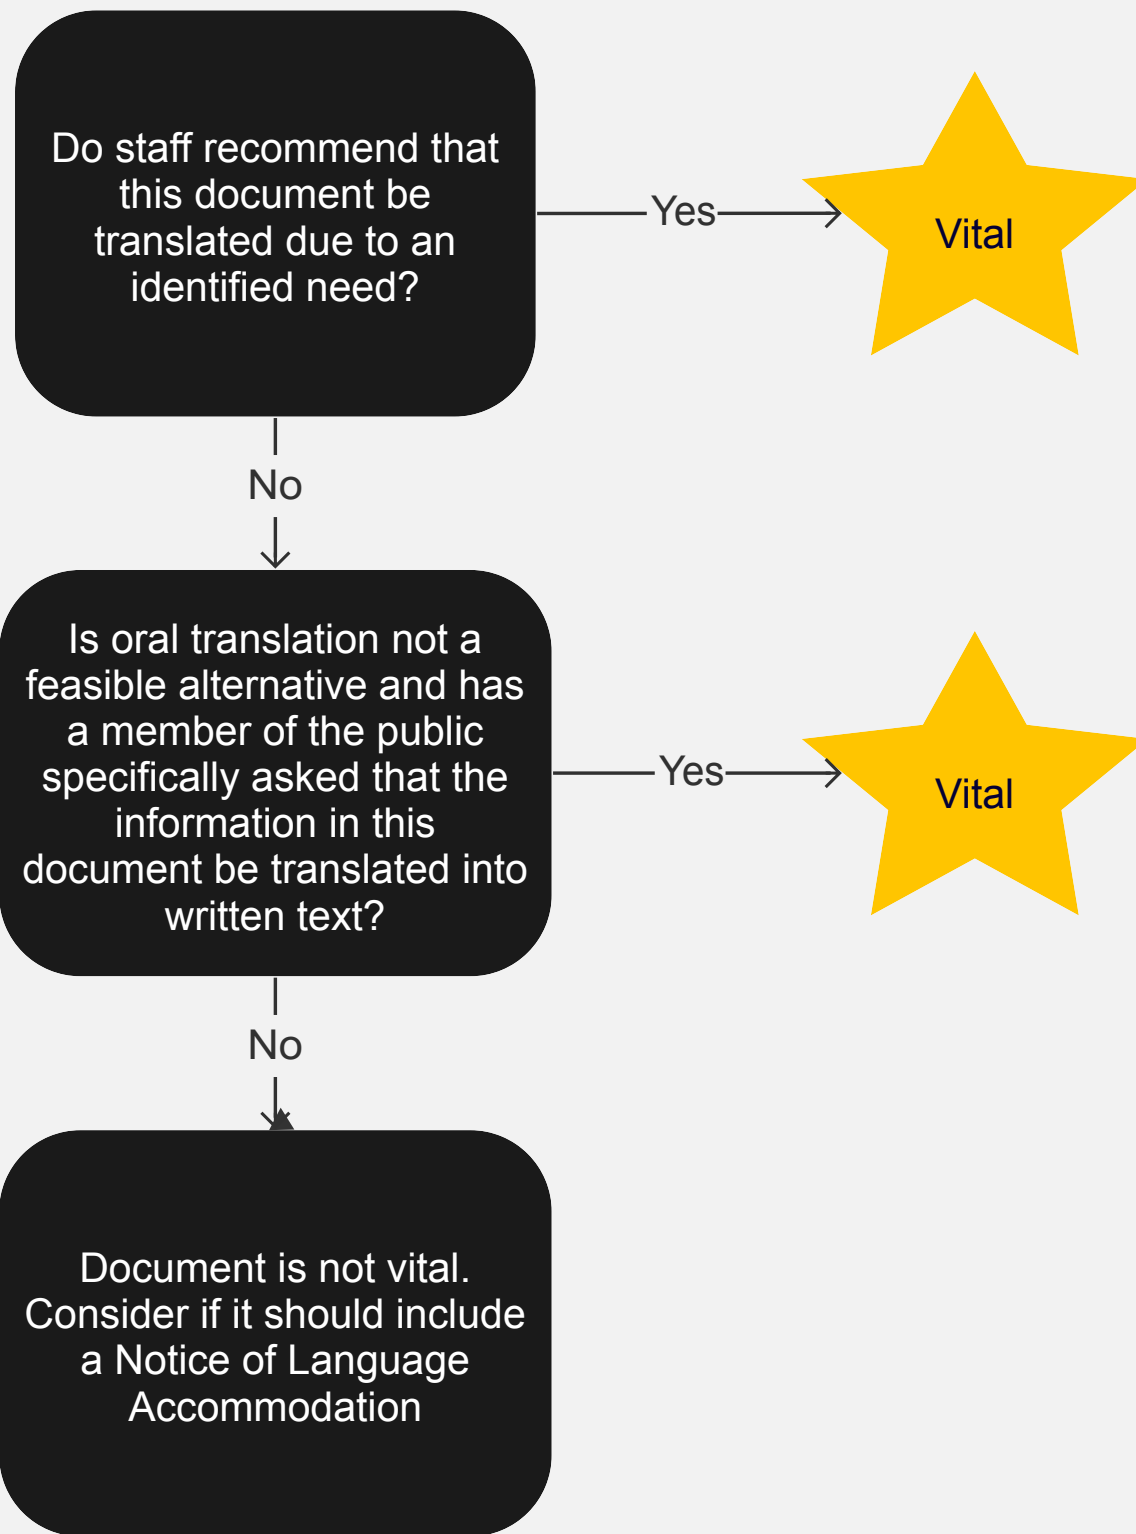 Do staff recommend that
this document be
translated due to an
identified need?
Yes
Vital
No
Is oral translation not a
feasible alternative and has
a member of the public
specifically asked that the
information in this
document be translated into
written text?
Yes
Vital
No
Document is not vital.
Consider if it should include
a Notice of Language
Accommodation